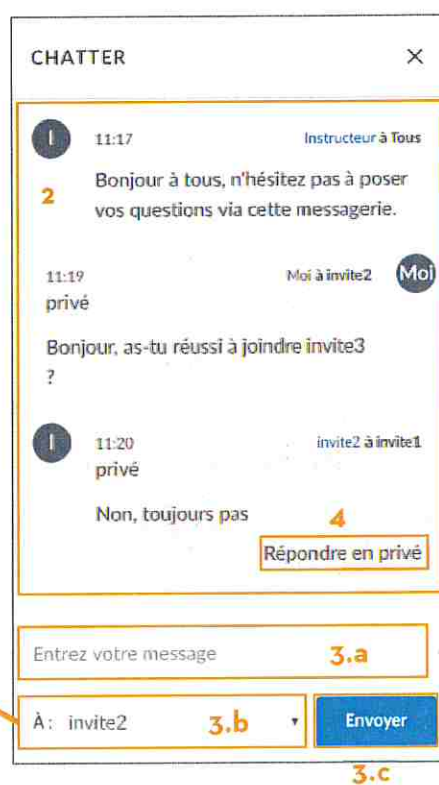 CHATTER ×
I 11:17 Instructeur à Tous
2
Bonjour à tous, n'hésitez pas à poser
vos questions via cette messagerie.
11:19 Moi à invite2 Moi
privé
Bonjour, as-tu réussi à joindre invite3
?
I 11:20 invite2 à invite1
privé
Non, toujours pas
4
Répondre en privé
Entrez votre message 3.a
À : invite2 3.b Envoyer
3.c